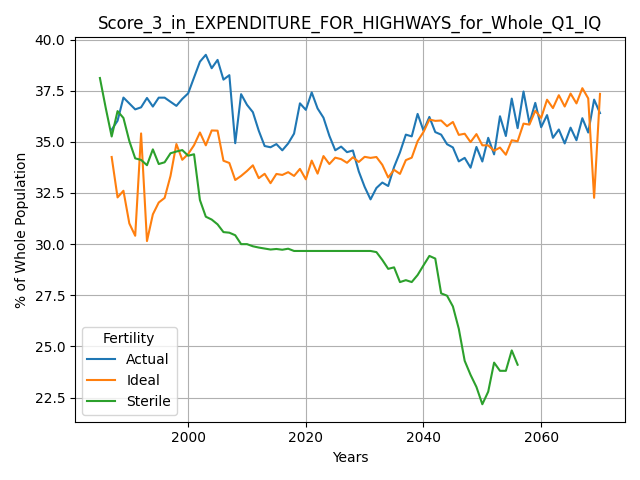 Score_3_in_EXPENDITURE_FOR_HIGHWAYS_for_Whole_Q1_IQ
40.0
37.5
35.0
32.5
30.0
27.5
25.0
22.5
% of Whole Population
Fertility
Actual
Ideal
Sterile
2000 2020 2040 2060
Years